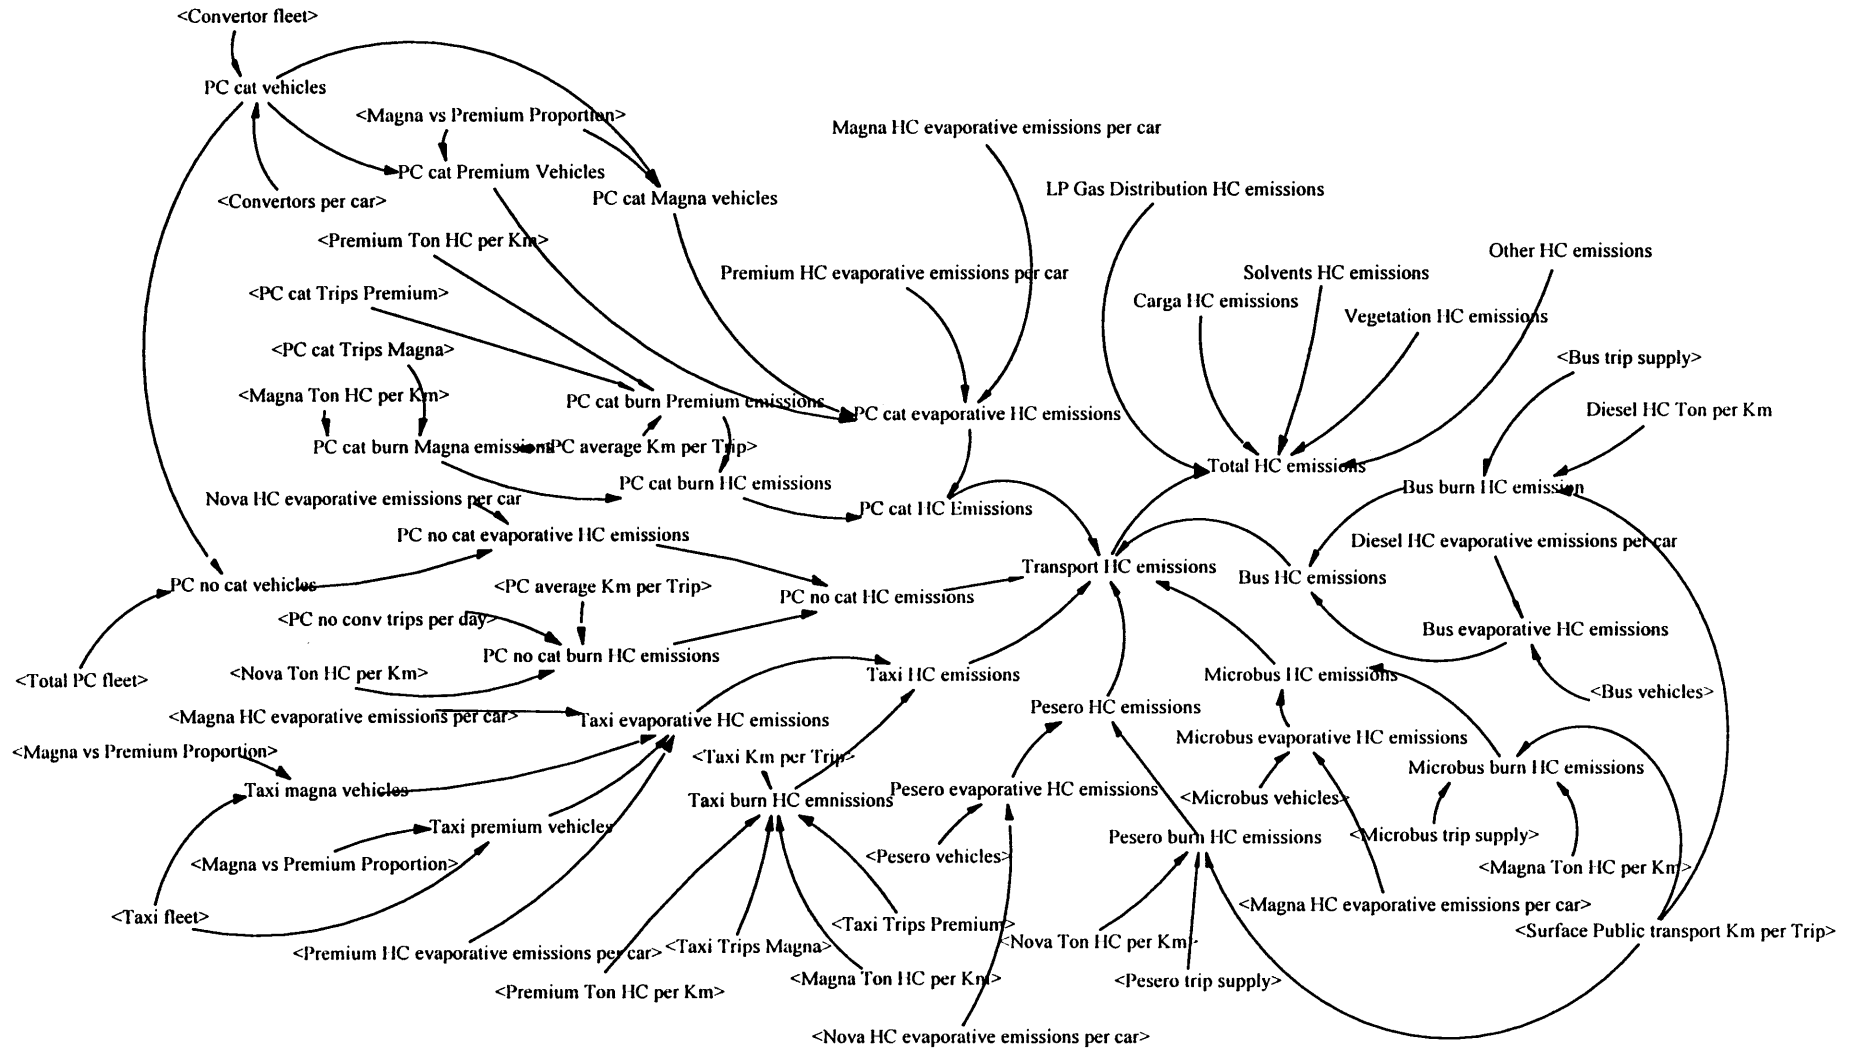 <Convertor fleet>
PC cat vehicles
<Magna vs Premium Proportion>
Magna HC evaporative emissions per car
PC cat Premium Vehicles
LP Gas Distribution HC emissions
<Convertors per car>
PC cat Magna vehicles
<Premium Ton HC per Km>
Other HC emissions
Premium HC evaporative emissions per car
Solvents HC emissions
<PC cat Trips Premium>
Carga HC emissions
Vegetation HC emissions
<PC cat Trips Magna>
<Bus trip supply>
<Magna Ton HC per Km>
PC cat burn Premium emissions
PC cat evaporative HC emissions
Diesel HC Ton per Km
PC cat burn Magna emissions
<PC average Km per Trip>
Total HC emissions
PC cat burn HC emissions
Bus burn HC emission
Nova HC evaporative emissions per car
PC cat HC Emissions
PC no cat evaporative HC emissions
Diesel HC evaporative emissions per car
Transport HC emissions
Bus HC emissions
PC no cat vehicles
<PC average Km per Trip>
PC no cat HC emissions
<PC no conv trips per day>
Bus evaporative HC emissions
PC no cat burn HC emissions
<Total PC fleet>
<Nova Ton HC per Km>
Taxi HC emissions
Microbus HC emissions
<Bus vehicles>
Pesero HC emissions
<Magna HC evaporative emissions per car>
Taxi evaporative HC emissions
Microbus evaporative HC emissions
<Magna vs Premium Proportion>
<Taxi Km per Trip>
Microbus burn HC emissions
Taxi magna vehicles
Taxi burn HC emnissions
Pesero evaporative HC emissions
<Microbus vehicles>
Taxi premium vehicles
Pesero burn HC emissions
<Microbus trip supply>
<Magna vs Premium Proportion>
<Pesero vehicles>
<Magna Ton HC per Km>
<Magna HC evaporative emissions per car>
<Taxi fleet>
<Taxi Trips Premium>
<Surface Public transport Km per Trip>
<Premium HC evaporative emissions per car>
<Taxi Trips Magna>
<Nova Ton HC per Km>
<Magna Ton HC per Km>
<Pesero trip supply>
<Premium Ton HC per Km>
<Nova HC evaporative emissions per car>